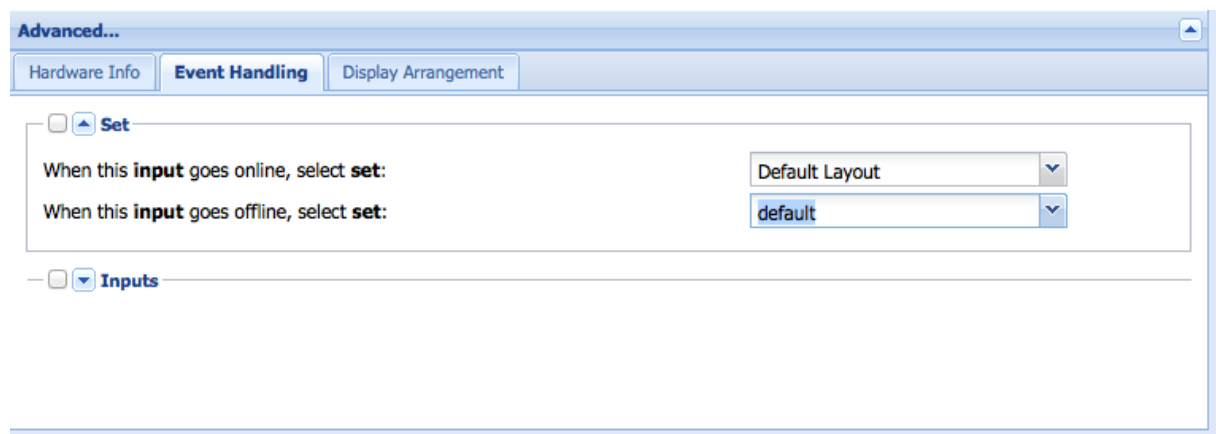 Advanced...
Hardware Info Event Handling Display Arrangement
Set
When this input goes online, select set: Default Layout
When this input goes offline, select set: default
Inputs